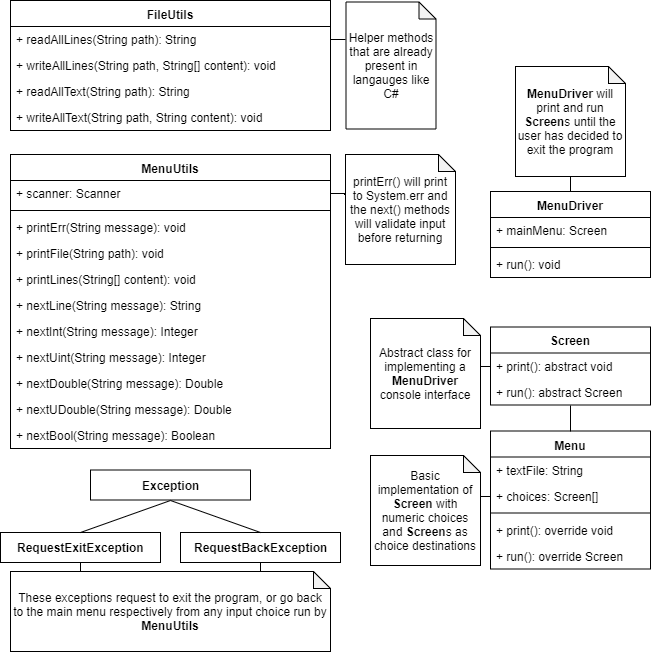 FileUtils
+ readAllLines(String path): String
+ writeAllLines(String path, String[] content): void
+ readAllText(String path): String
+ writeAllText(String path, String content): void
Helper methods
that are already
present in
langauges like
C#
MenuUtils
+ scanner: Scanner
+ printErr(String message): void
+ printFile(String path): void
+ printLines(String[] content): void
+ nextLine(String message): String
+ nextInt(String message): Integer
+ nextUint(String message): Integer
+ nextDouble(String message): Double
+ nextUDouble(String message): Double
+ nextBool(String message): Boolean
printErr() will print
to System.err and
the next() methods
will validate input
before returning
MenuDriver will
print and run
Screens until the
user has decided to
exit the program
MenuDriver
+ mainMenu: Screen
+ run(): void
Abstract class for
implementing a
MenuDriver
console interface
Screen
+ print(): abstract void
+ run(): abstract Screen
Basic
implementation of
Screen with
numeric choices
and Screens as
choice destinations
Menu
+ textFile: String
+ choices: Screen[]
+ print(): override void
+ run(): override Screen
Exception
RequestExitException
RequestBackException
These exceptions request to exit the program, or go back
to the main menu respectively from any input choice run by
MenuUtils